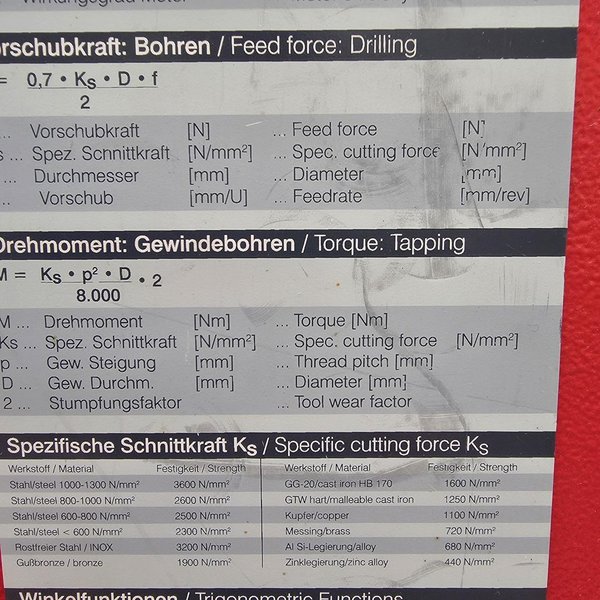 Vorschubkraft: Bohren / Feed force: Drilling
= 0,7 • Ks • D • f
2
... Vorschubkraft [N] ... Feed force [N]
s ... Spez. Schnittkraft [N/mm²] ... Spec. cutting force [N/mm²]
... Durchmesser [mm] ... Diameter [mm]
... Vorschub [mm/U] ... Feedrate [mm/rev]
Drehmoment: Gewindebohren / Torque: Tapping
M = Ks • p² • D • 2
8.000
M ... Drehmoment [Nm] ... Torque [Nm]
Ks ... Spez. Schnittkraft [N/mm²] ... Spec. cutting force [N/mm²]
p ... Gew. Steigung [mm] ... Thread pitch [mm]
D ... Gew. Durchm. [mm] ... Diameter [mm]
2 ... Stumpfungsfaktor ... Tool wear factor
Spezifische Schnittkraft Ks / Specific cutting force Ks
Werkstoff / Material Festigkeit / Strength Werkstoff / Material Festigkeit / Strength
Stahl/steel 1000-1300 N/mm² 3600 N/mm² GG-20/cast iron HB 170 1600 N/mm²
Stahl/steel 800-1000 N/mm² 2600 N/mm² GTW hart/malleable cast iron 1250 N/mm²
Stahl/steel 600-800 N/mm² 2500 N/mm² Kupfer/copper 1100 N/mm²
Stahl/steel < 600 N/mm² 2300 N/mm² Messing/brass 720 N/mm²
Rostfreier Stahl / INOX 3200 N/mm² Al Si-Legierung/alloy 680 N/mm²
Gußbronze / bronze 1900 N/mm² Zinklegierung/zinc alloy 440 N/mm²
Winkelfunktionen / Trigonometric Functions